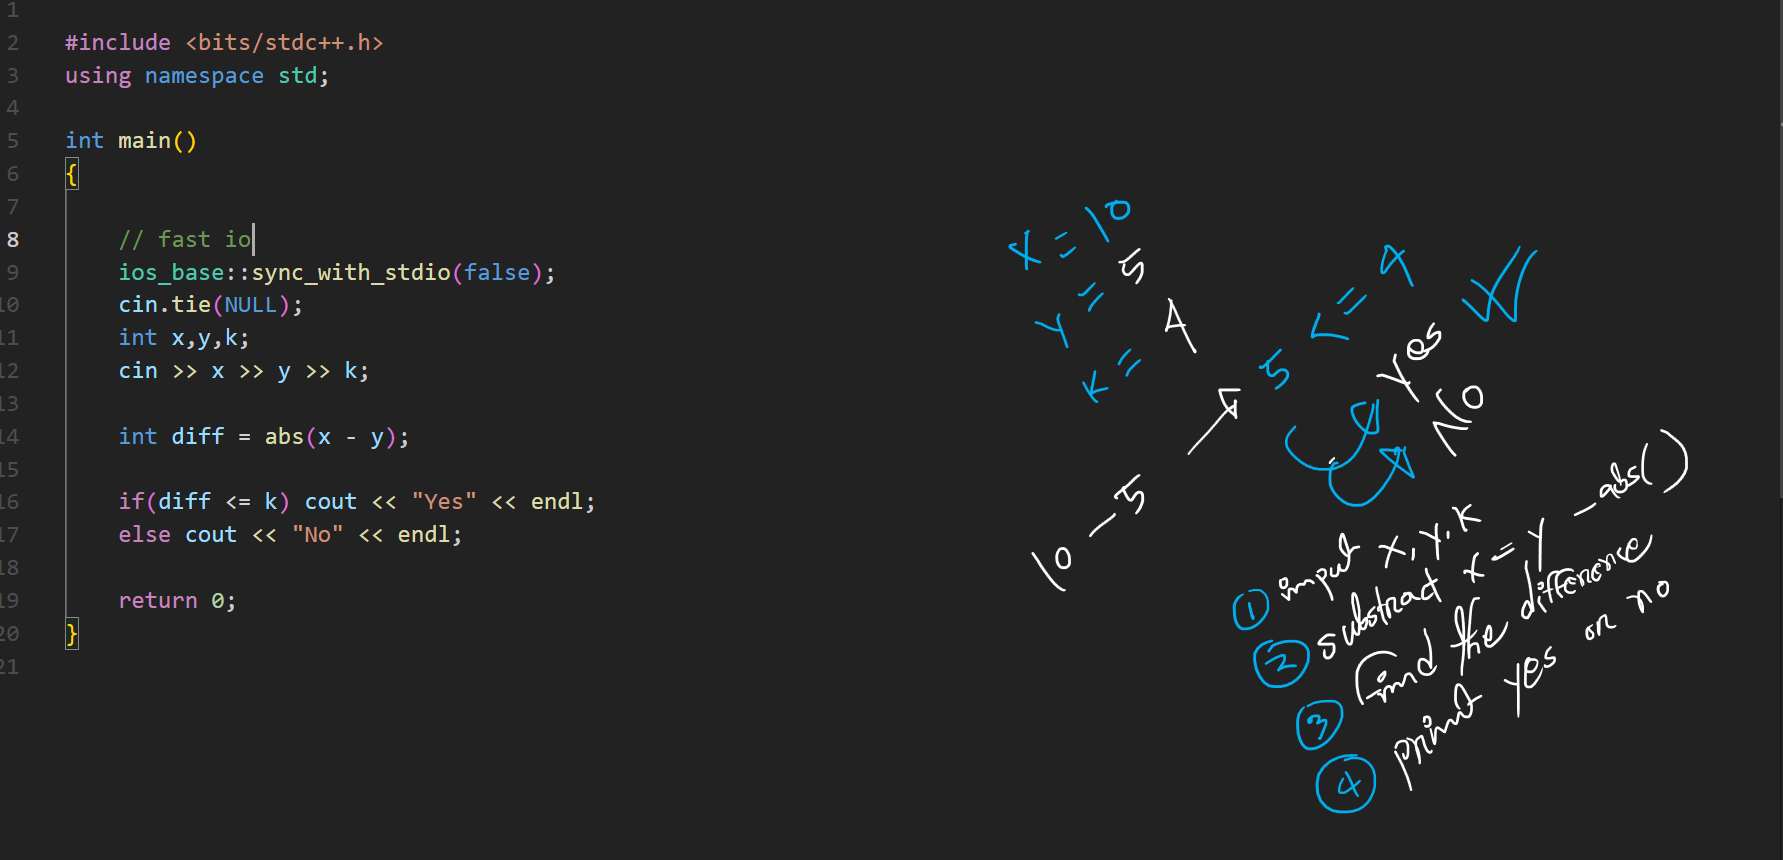 1
2 #include <bits/stdc++.h>
3 using namespace std;
4
5 int main()
6 {
7
8 // fast io
9 ios_base::sync_with_stdio(false);
10 cin.tie(NULL);
11 int x,y,k;
12 cin >> x >> y >> k;
13
14 int diff = abs(x - y);
15
16 if(diff <= k) cout << "Yes" << endl;
17 else cout << "No" << endl;
18
19 return 0;
20 }
21
X = 10
Y = 5
K = 4
10 - 5
5 <= 4
Yes
No
1 input X, Y, K
2 substract x = y - abs()
3 Find the difference
4 print Yes or no